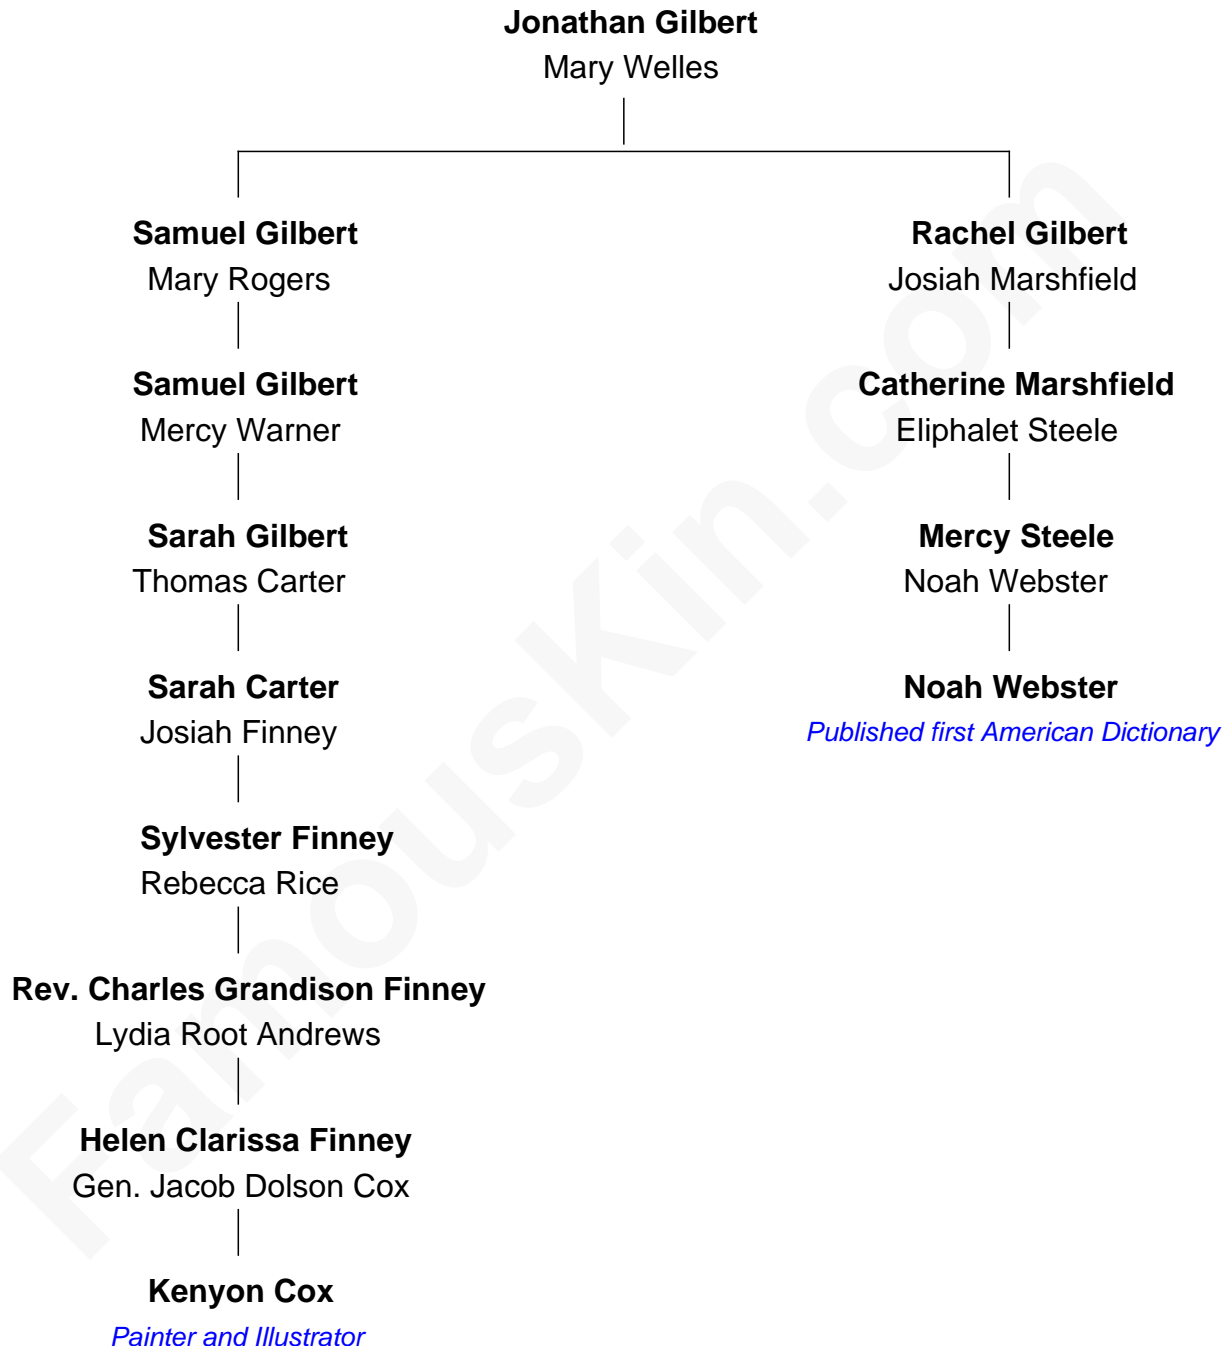 Jonathan Gilbert
Mary Welles
Samuel Gilbert
Mary Rogers
Samuel Gilbert
Mercy Warner
Sarah Gilbert
Thomas Carter
Sarah Carter
Josiah Finney
Sylvester Finney
Rebecca Rice
Rev. Charles Grandison Finney
Lydia Root Andrews
Helen Clarissa Finney
Gen. Jacob Dolson Cox
Kenyon Cox
Painter and Illustrator
Rachel Gilbert
Josiah Marshfield
Catherine Marshfield
Eliphalet Steele
Mercy Steele
Noah Webster
Noah Webster
Published first American Dictionary
FamousKin.com